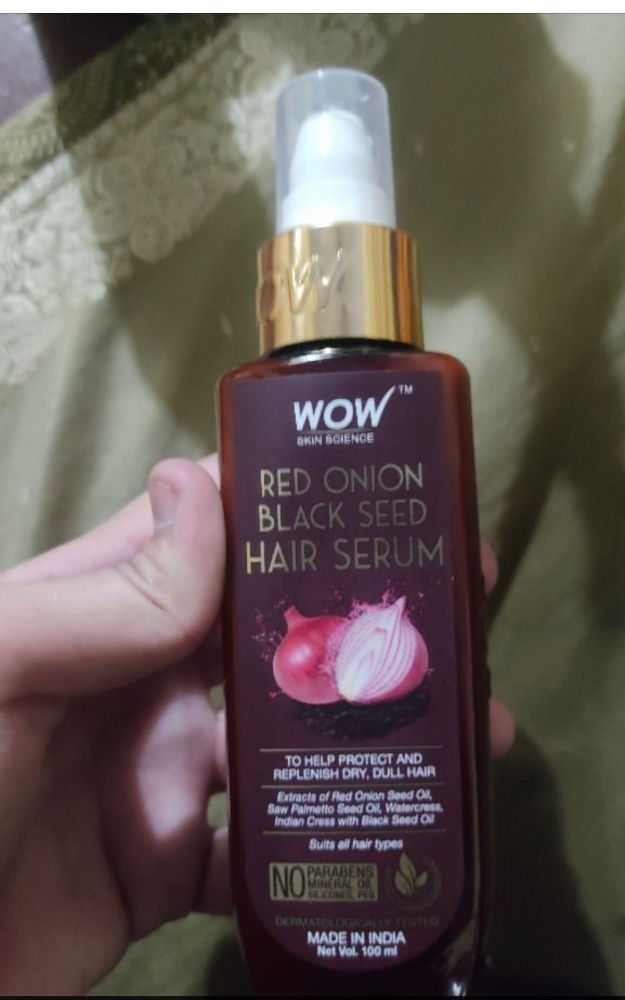 WOW™
SKIN SCIENCE
RED ONION
BLACK SEED
HAIR SERUM
TO HELP PROTECT AND
REPLENISH DRY, DULL HAIR
Extracts of Red Onion Seed Oil,
Saw Palmetto Seed Oil, Watercress,
Indian Cress with Black Seed Oil
Suits all hair types
NO PARABENS
MINERAL OIL
SILICONES, PEG
DERMATOLOGICALLY TESTED
MADE IN INDIA
Net Vol. 100 ml